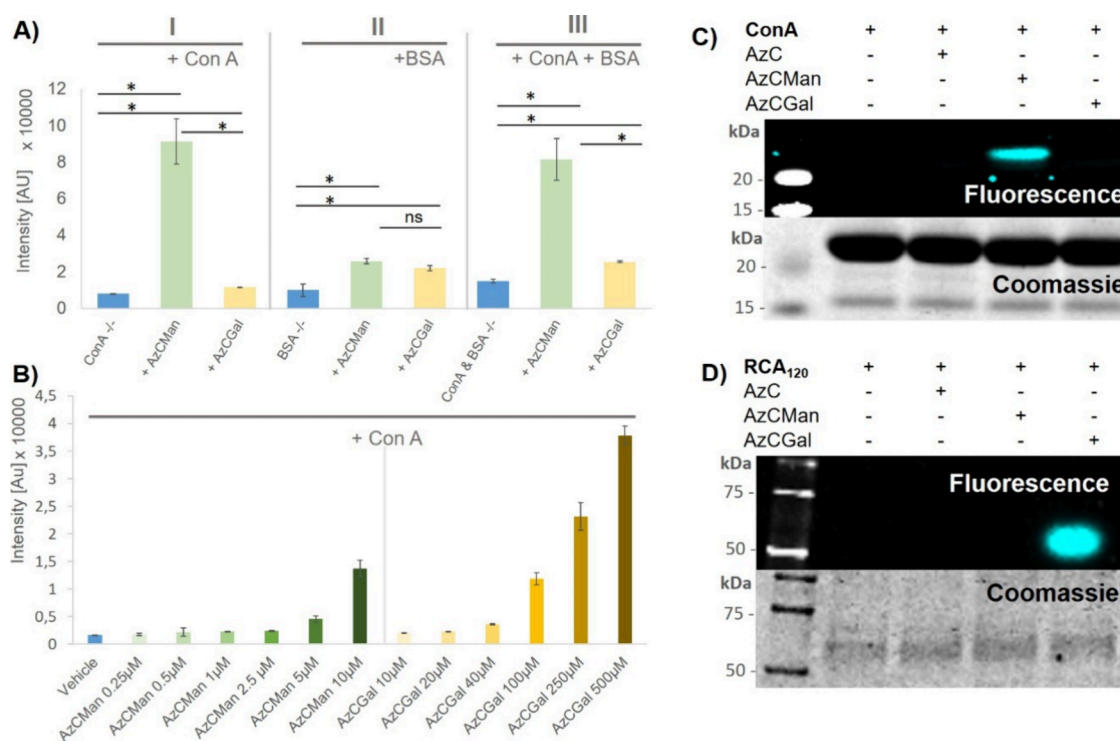 A)
I
II
III
+ Con A
+BSA
+ ConA + BSA
Intensity [AU] x 10000
12
10
8
6
4
2
0
*
*
*
*
*
ns
*
*
*
ConA -/-
+ AzCMan
+ AzCGal
BSA -/-
+ AzCMan
+ AzCGal
ConA & BSA -/-
+ AzCMan
+ AzCGal
B)
+ Con A
Intensity [Au] x 10000
4,5
4
3,5
3
2,5
2
1,5
1
0,5
0
Vehicle
AzCMan 0.25µM
AzCMan 0.5µM
AzCMan 1µM
AzCMan 2.5 µM
AzCMan 5µM
AzCMan 10µM
AzCGal 10µM
AzCGal 20µM
AzCGal 40µM
AzCGal 100µM
AzCGal 250µM
AzCGal 500µM
C)
ConA + + + +
AzC - + - -
AzCMan - - + -
AzCGal - - - +
kDa
20 -
15 -
Fluorescence
kDa
20 -
15 -
Coomassie
D)
RCA120 + + + +
AzC - + - -
AzCMan - - + -
AzCGal - - - +
kDa
75 -
50 -
Fluorescence
kDa
75 -
50 -
Coomassie